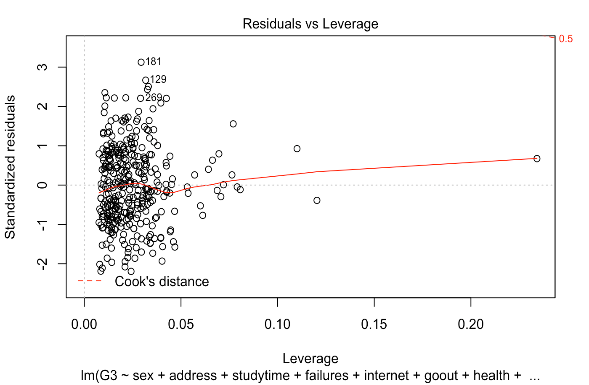 Residuals vs Leverage
0.5
181
129
269
3
2
1
0
-1
-2
Standardized residuals
Cook's distance
0.00 0.05 0.10 0.15 0.20
Leverage
lm(G3 ~ sex + address + studytime + failures + internet + goout + health + ...